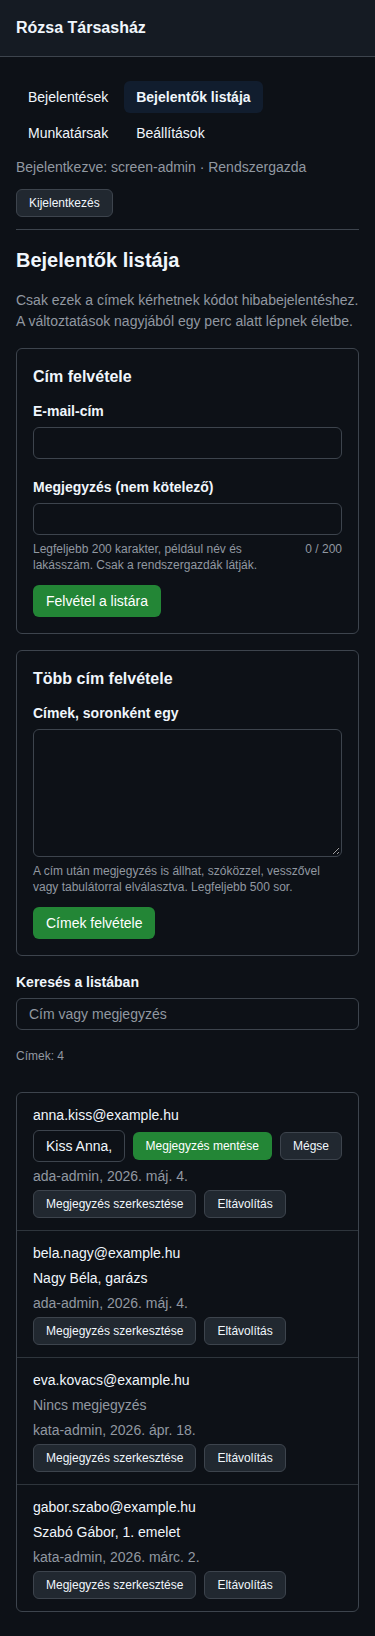 Rózsa Társasház
Bejelentések
Bejelentők listája
Munkatársak
Beállítások
Bejelentkezve: screen-admin · Rendszergazda
Kijelentkezés
Bejelentők listája
Csak ezek a címek kérhetnek kódot hibabejelentéshez.
A változtatások nagyjából egy perc alatt lépnek életbe.
Cím felvétele
E-mail-cím
Megjegyzés (nem kötelező)
Legfeljebb 200 karakter, például név és
lakásszám. Csak a rendszergazdák látják.
0 / 200
Felvétel a listára
Több cím felvétele
Címek, soronként egy
A cím után megjegyzés is állhat, szóközzel, vesszővel
vagy tabulátorral elválasztva. Legfeljebb 500 sor.
Címek felvétele
Keresés a listában
Cím vagy megjegyzés
Címek: 4
anna.kiss@example.hu
Kiss Anna,
Megjegyzés mentése
Mégse
ada-admin, 2026. máj. 4.
Megjegyzés szerkesztése
Eltávolítás
bela.nagy@example.hu
Nagy Béla, garázs
ada-admin, 2026. máj. 4.
Megjegyzés szerkesztése
Eltávolítás
eva.kovacs@example.hu
Nincs megjegyzés
kata-admin, 2026. ápr. 18.
Megjegyzés szerkesztése
Eltávolítás
gabor.szabo@example.hu
Szabó Gábor, 1. emelet
kata-admin, 2026. márc. 2.
Megjegyzés szerkesztése
Eltávolítás